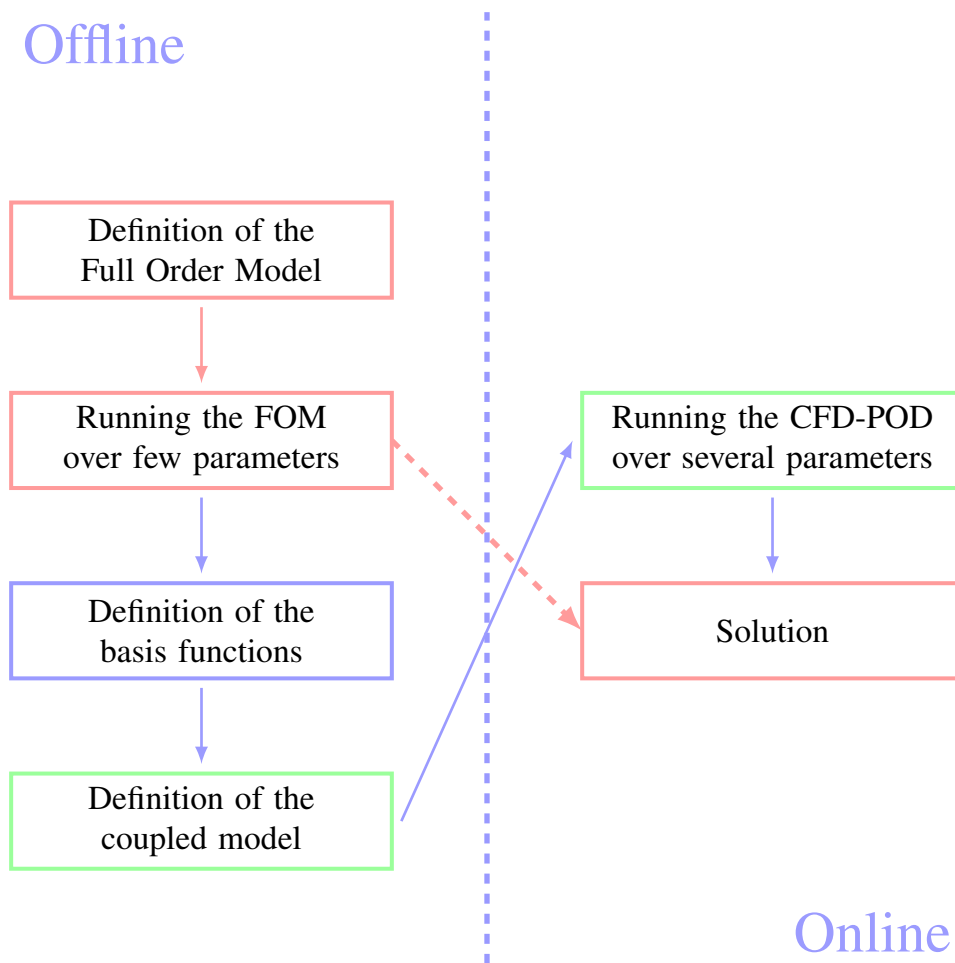 Offline
Definition of the
Full Order Model
Running the FOM
over few parameters
Definition of the
basis functions
Definition of the
coupled model
Running the CFD-POD
over several parameters
Solution
Online